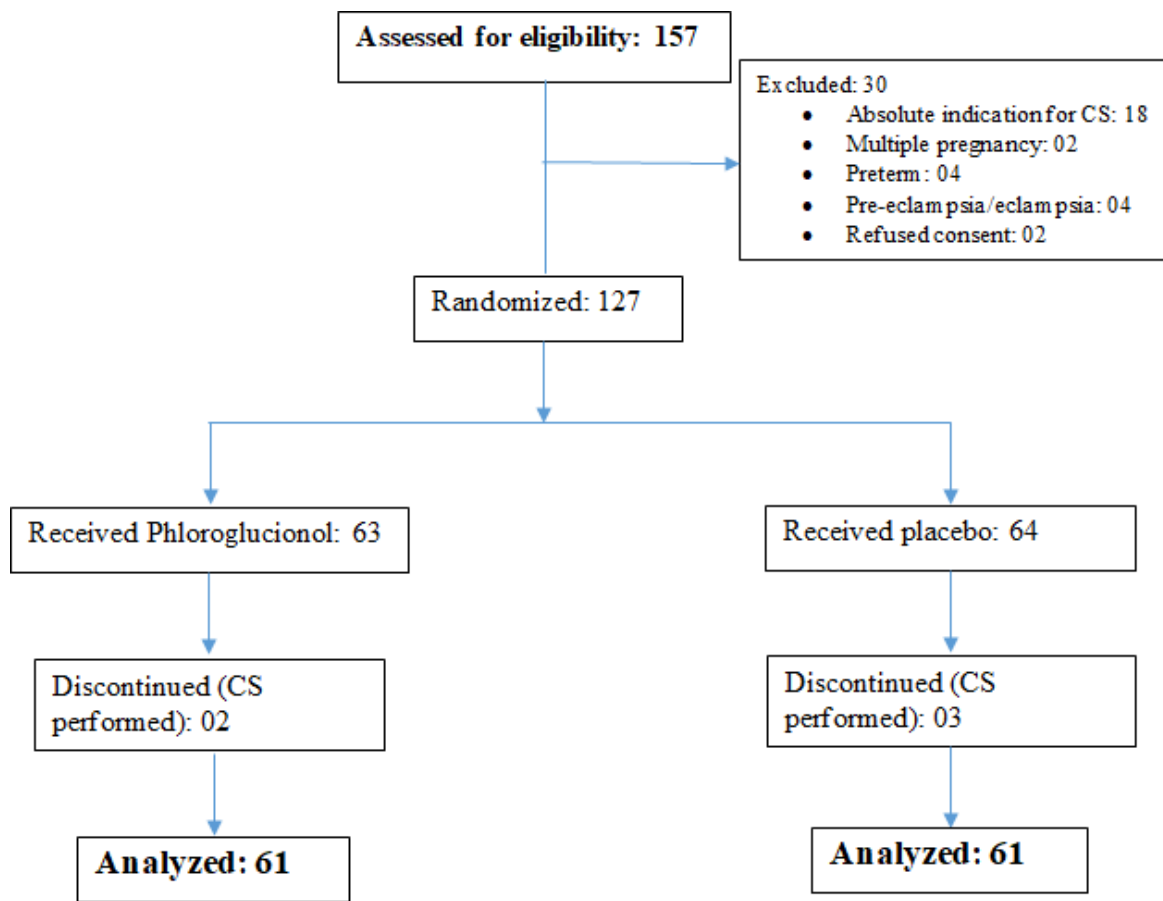 Assessed for eligibility: 157
Excluded: 30
• Absolute indication for CS: 18
• Multiple pregnancy: 02
• Preterm: 04
• Pre-eclampsia/eclampsia: 04
• Refused consent: 02
Randomized: 127
Received Phloroglucionol: 63
Received placebo: 64
Discontinued (CS
performed): 02
Discontinued (CS
performed): 03
Analyzed: 61
Analyzed: 61